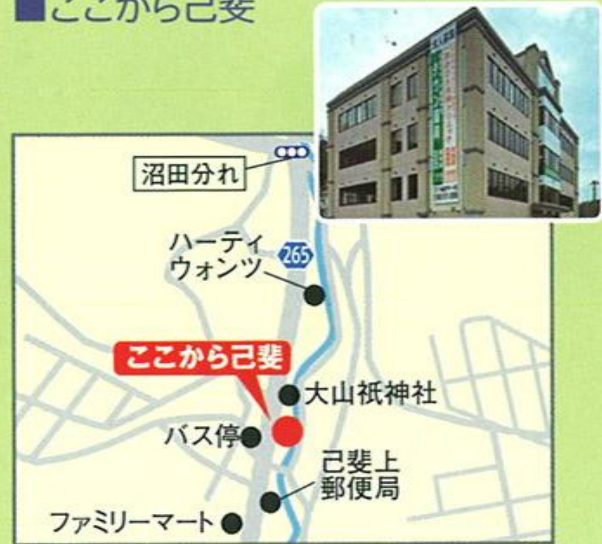 ■ここから己斐
沼田分れ
ハーティ
ウォンツ
265
ここから己斐
大山祇神社
バス停
己斐上
郵便局
ファミリーマート